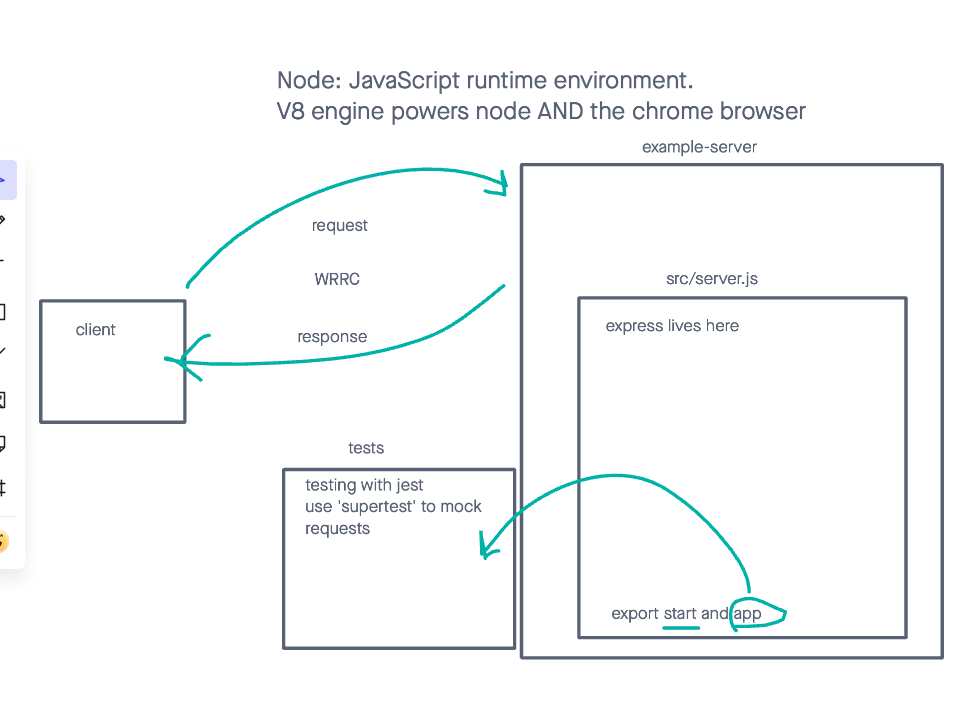 Node: JavaScript runtime environment.
V8 engine powers node AND the chrome browser
example-server
request
WRRC
src/server.js
client
express lives here
response
tests
testing with jest
use 'supertest' to mock
requests
export start and app